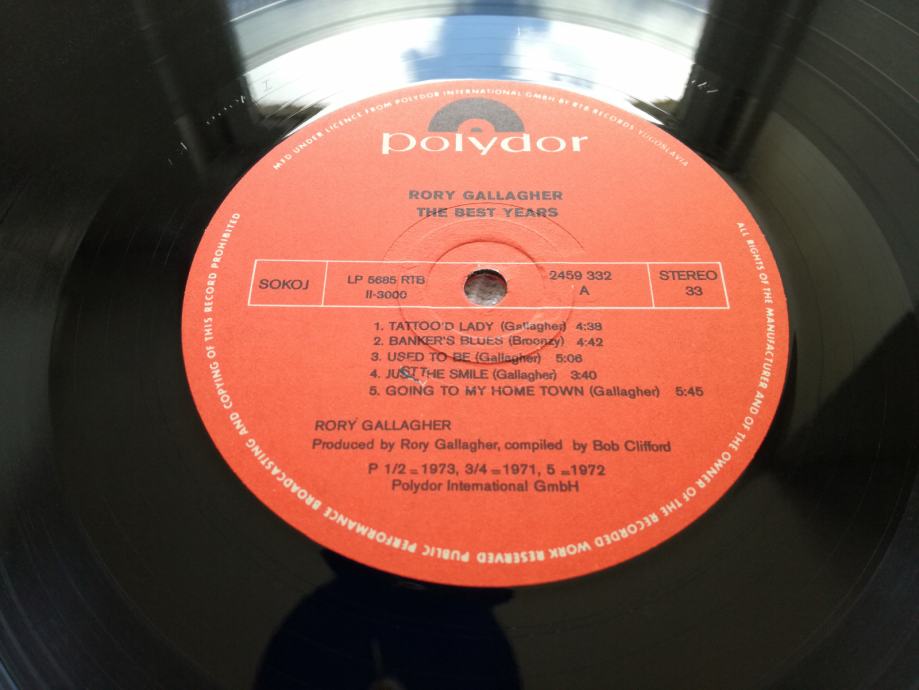 MFD UNDER LICENCE FROM POLYDOR INTERNATIONAL GMBH BY RTB RECORDS YUGOSLAVIA
polydor
RORY GALLAGHER
THE BEST YEARS
SOKOJ
LP 5685 RTB
II-3000
2459 332
A
STEREO
33
1. TATTOO'D LADY (Gallagher) 4:38
2. BANKER'S BLUES (Broonzy) 4:42
3. USED TO BE (Gallagher) 5:06
4. JUST THE SMILE (Gallagher) 3:40
5. GOING TO MY HOME TOWN (Gallagher) 5:45
RORY GALLAGHER
Produced by Rory Gallagher, compiled by Bob Clifford
P 1/2 = 1973, 3/4 = 1971, 5 = 1972
Polydor International GmbH
ALL RIGHTS OF THE MANUFACTURER AND OF THE OWNER OF THE RECORDED WORK RESERVED PUBLIC PERFORMANCE BROADCASTING AND COPYING OF THIS RECORD PROHIBITED